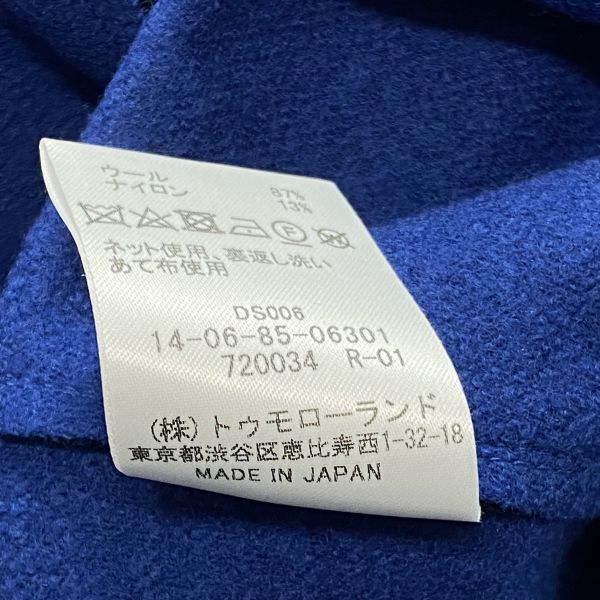 ウール 87%
ナイロン 13%
P
ネット使用、裏返し洗い
あて布使用
DS006
14-06-85-06301
720034 R-01
(株)トゥモローランド
東京都渋谷区恵比寿西1-32-18
MADE IN JAPAN